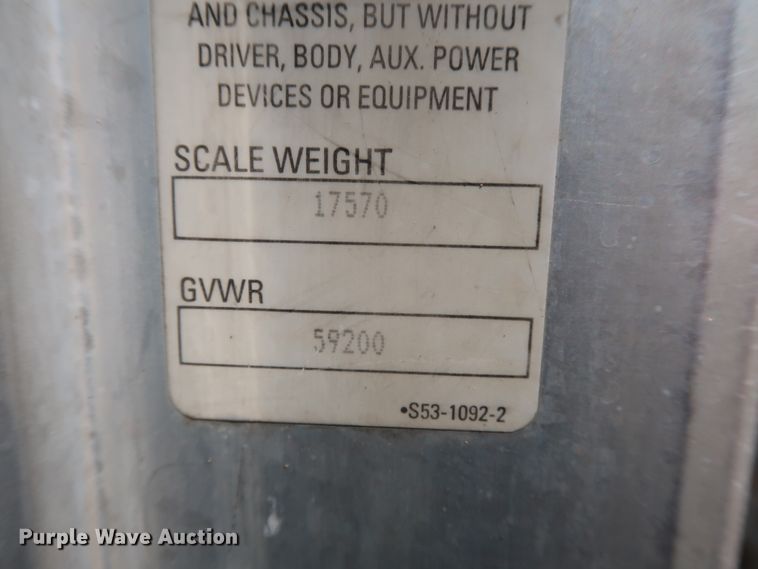 AND CHASSIS, BUT WITHOUT
DRIVER, BODY, AUX. POWER
DEVICES OR EQUIPMENT
SCALE WEIGHT
17570
GVWR
59200
•S53-1092-2
Purple Wave Auction